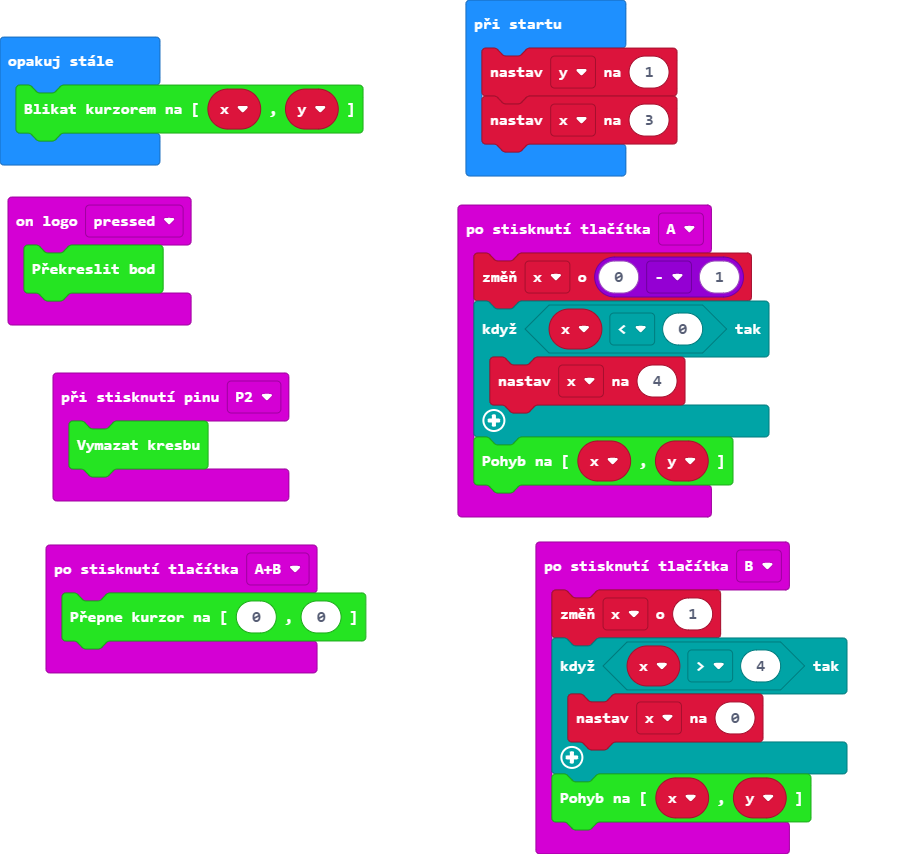 opakuj stále
Blikat kurzorem na [ x , y ]
on logo pressed
Překreslit bod
při stisknutí pinu P2
Vymazat kresbu
po stisknutí tlačítka A+B
Přepne kurzor na [ 0 , 0 ]
při startu
nastav y na 1
nastav x na 3
po stisknutí tlačítka A
změň x o 0 - 1
když x < 0 tak
nastav x na 4
Pohyb na [ x , y ]
po stisknutí tlačítka B
změň x o 1
když x > 4 tak
nastav x na 0
Pohyb na [ x , y ]